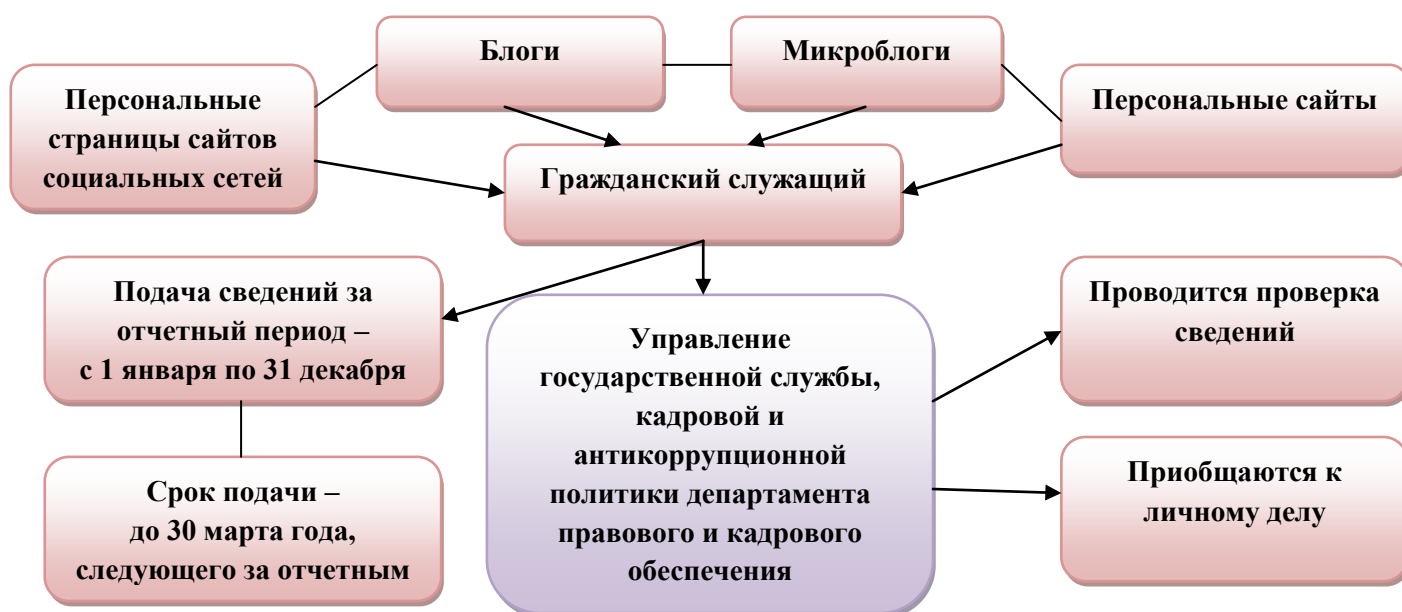 Блоги
Микроблоги
Персональные
страницы сайтов
социальных сетей
Персональные сайты
Гражданский служащий
Подача сведений за
отчетный период –
с 1 января по 31 декабря
Управление
государственной службы,
кадровой и
антикоррупционной
политики департамента
правового и кадрового
обеспечения
Проводится проверка
сведений
Срок подачи –
до 30 марта года,
следующего за отчетным
Приобщаются к
личному делу